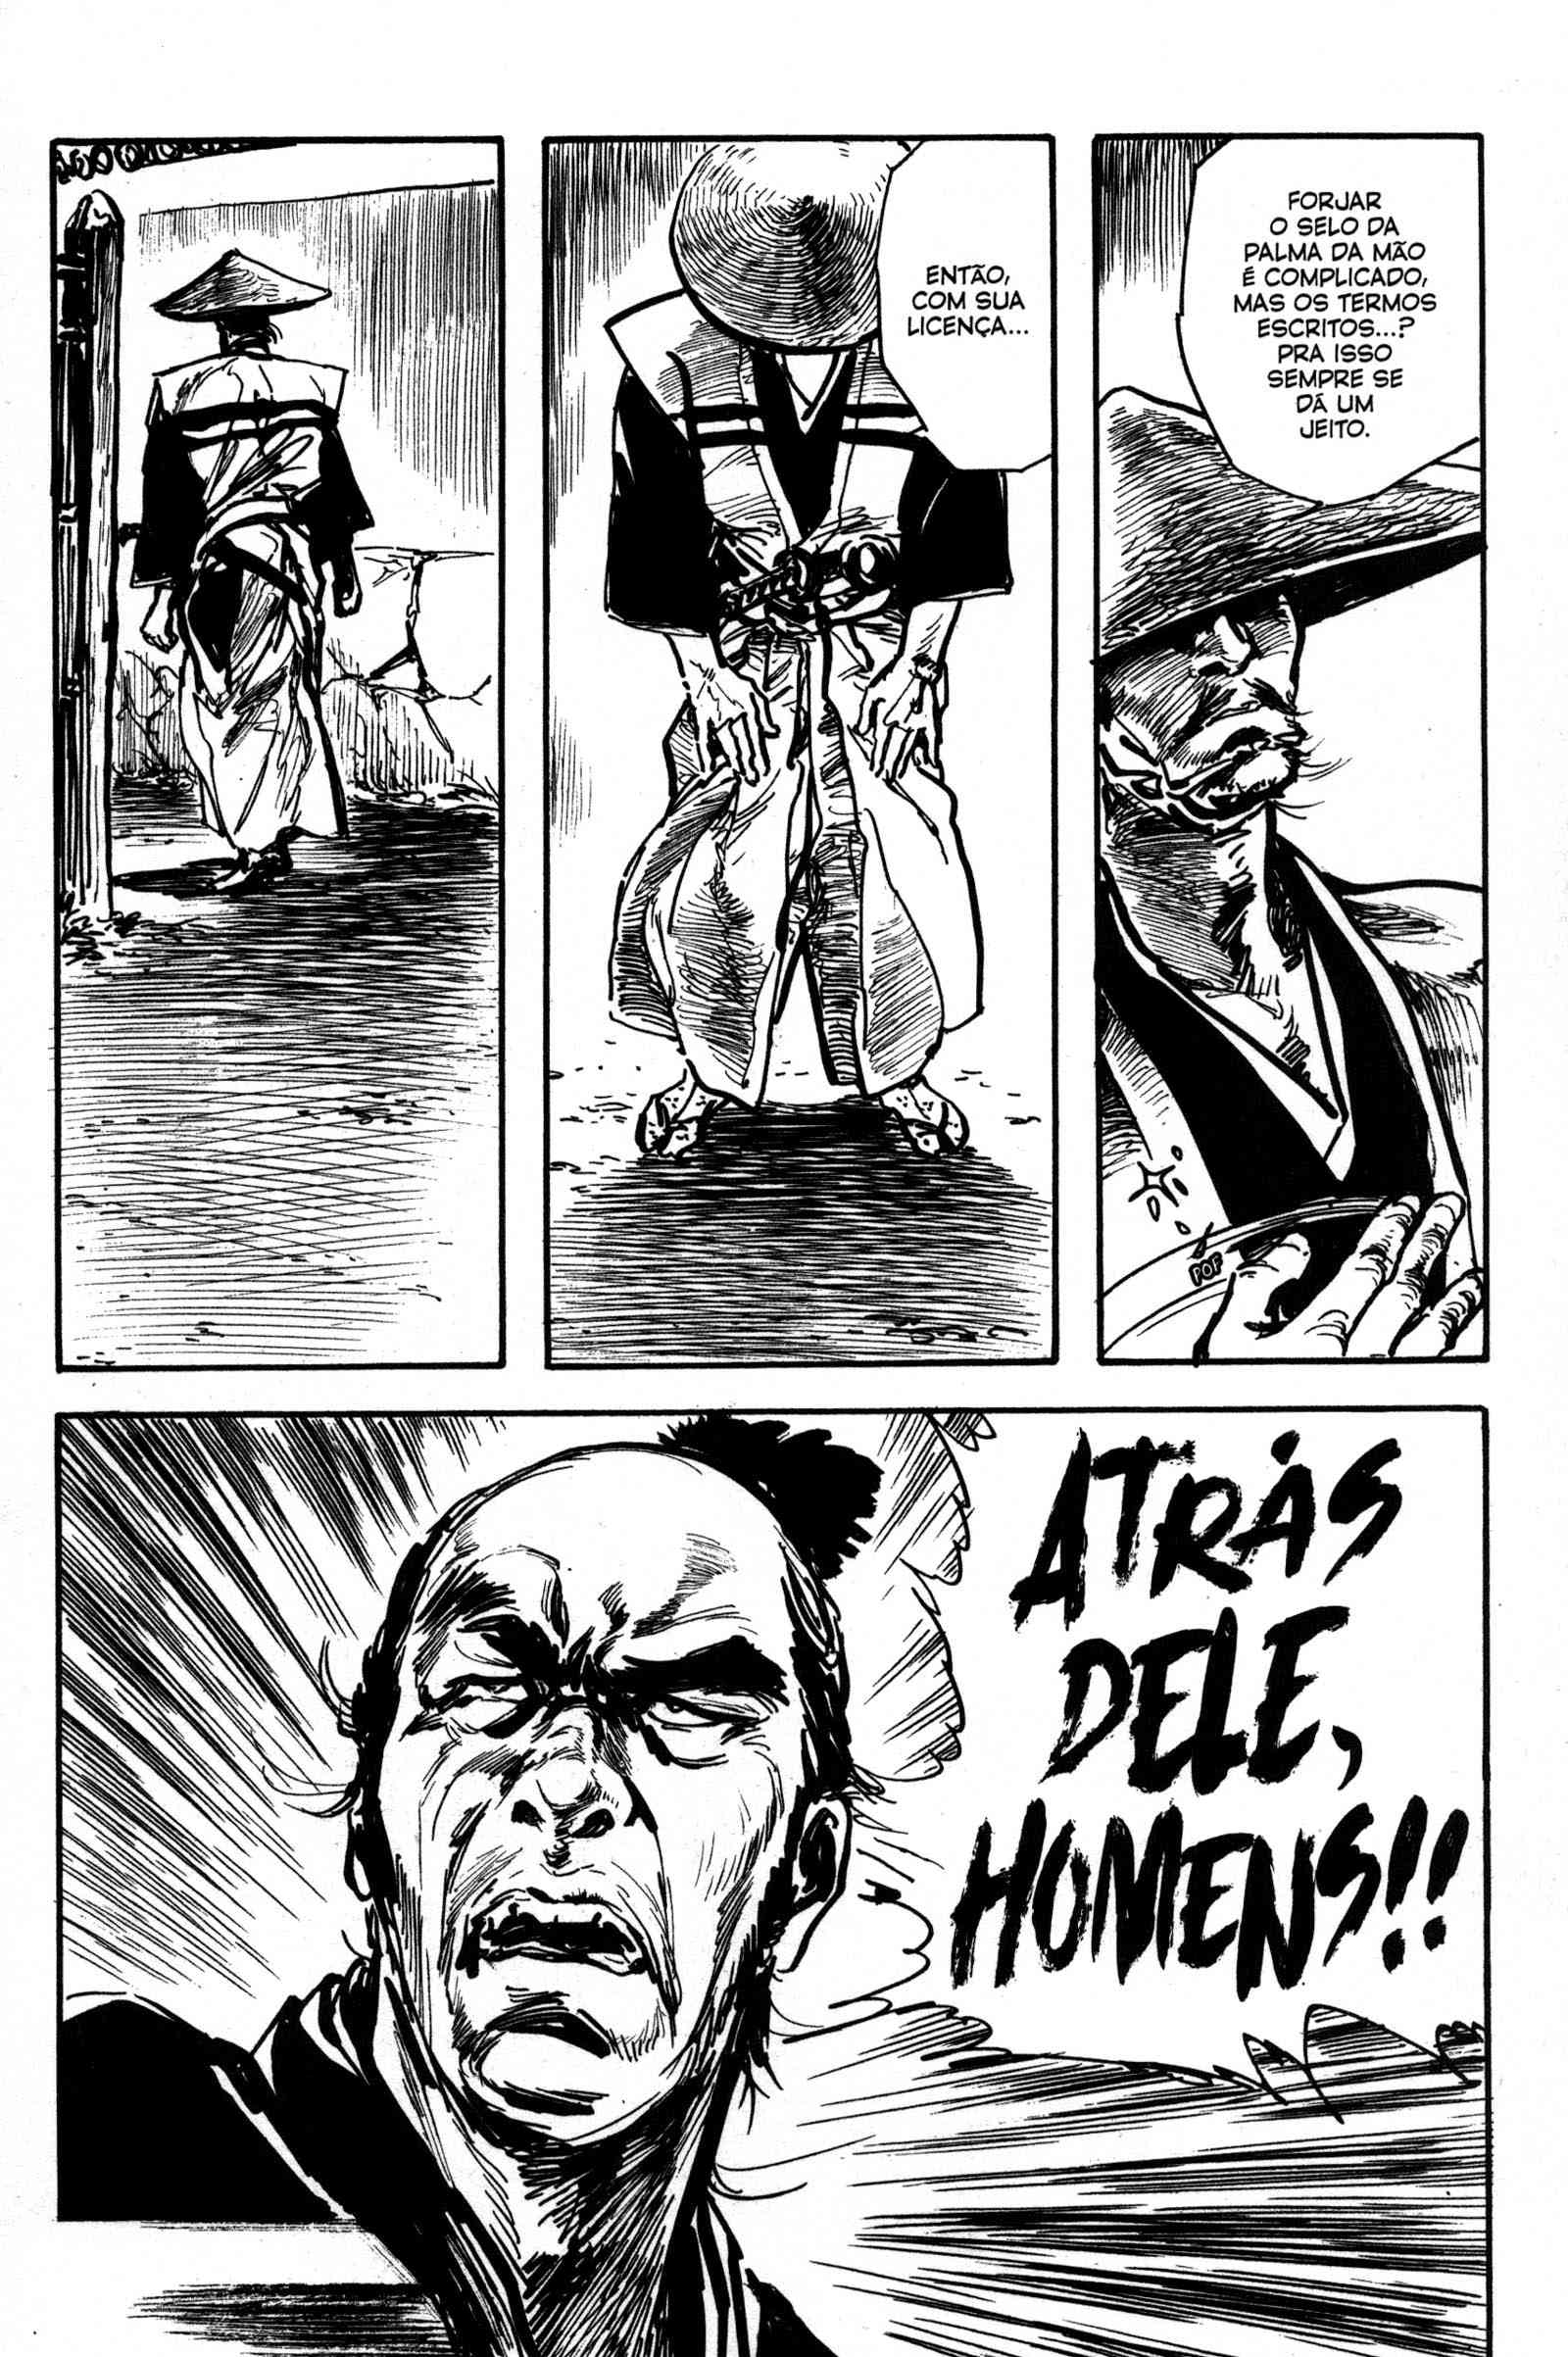 FORJAR
O SELO DA
PALMA DA MÃO
É COMPLICADO,
MAS OS TERMOS
ESCRITOS...?
PRA ISSO
SEMPRE SE
DÁ UM
JEITO.
POF
ENTÃO,
COM SUA
LICENÇA...
ATRÁS
DELE,
HOMENS!!